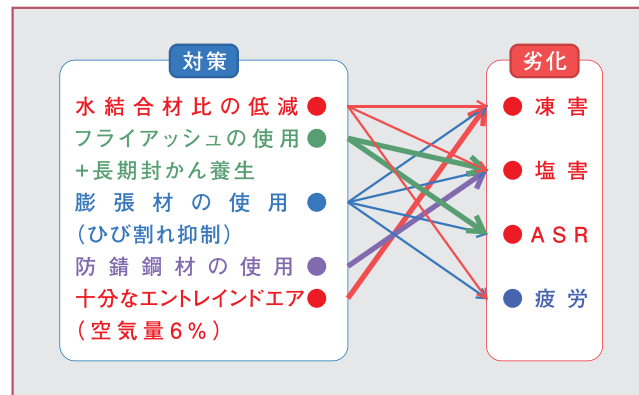 対策
水結合材比の低減
フライアッシュの使用
+長期封かん養生
膨張材の使用
(ひび割れ抑制)
防錆鋼材の使用
十分なエントレインドエア
(空気量6%)
劣化
凍害
塩害
ASR
疲労